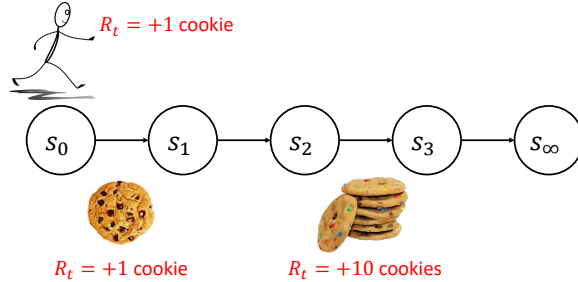 R_t = +1 cookie
s_0 s_1 s_2 s_3 s_∞
R_t = +1 cookie R_t = +10 cookies